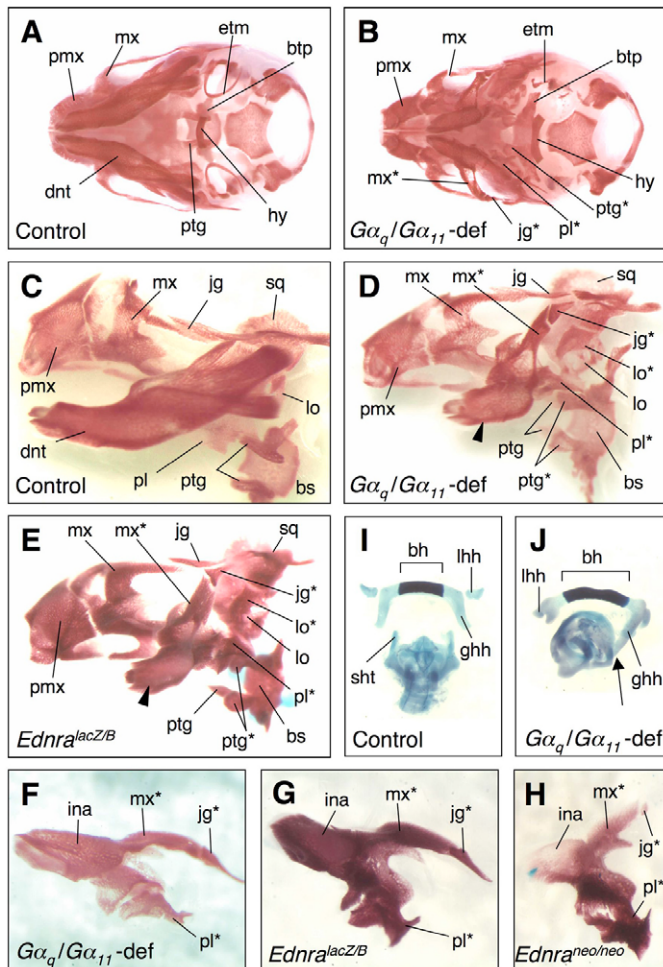 A
mx
pmx
etm
btp
dnt
ptg
hy
Control
B
pmx
mx
etm
btp
mx*
jg*
pl*
ptg*
hy
Gαq/Gα11-def
C
mx
jg
sq
pmx
dnt
pl
ptg
lo
bs
Control
D
mx
mx*
jg
sq
jg*
lo*
lo
pmx
ptg
ptg*
pl*
bs
Gαq/Gα11-def
E
mx
mx*
jg
sq
jg*
lo*
lo
pmx
pl*
ptg
ptg*
bs
EdnralacZ/B
I
bh
lhh
sht
ghh
Control
J
bh
lhh
ghh
Gαq/Gα11-def
F
ina
mx*
jg*
pl*
Gαq/Gα11-def
G
ina
mx*
jg*
pl*
EdnralacZ/B
H
mx*
ina
jg*
pl*
Ednraneo/neo